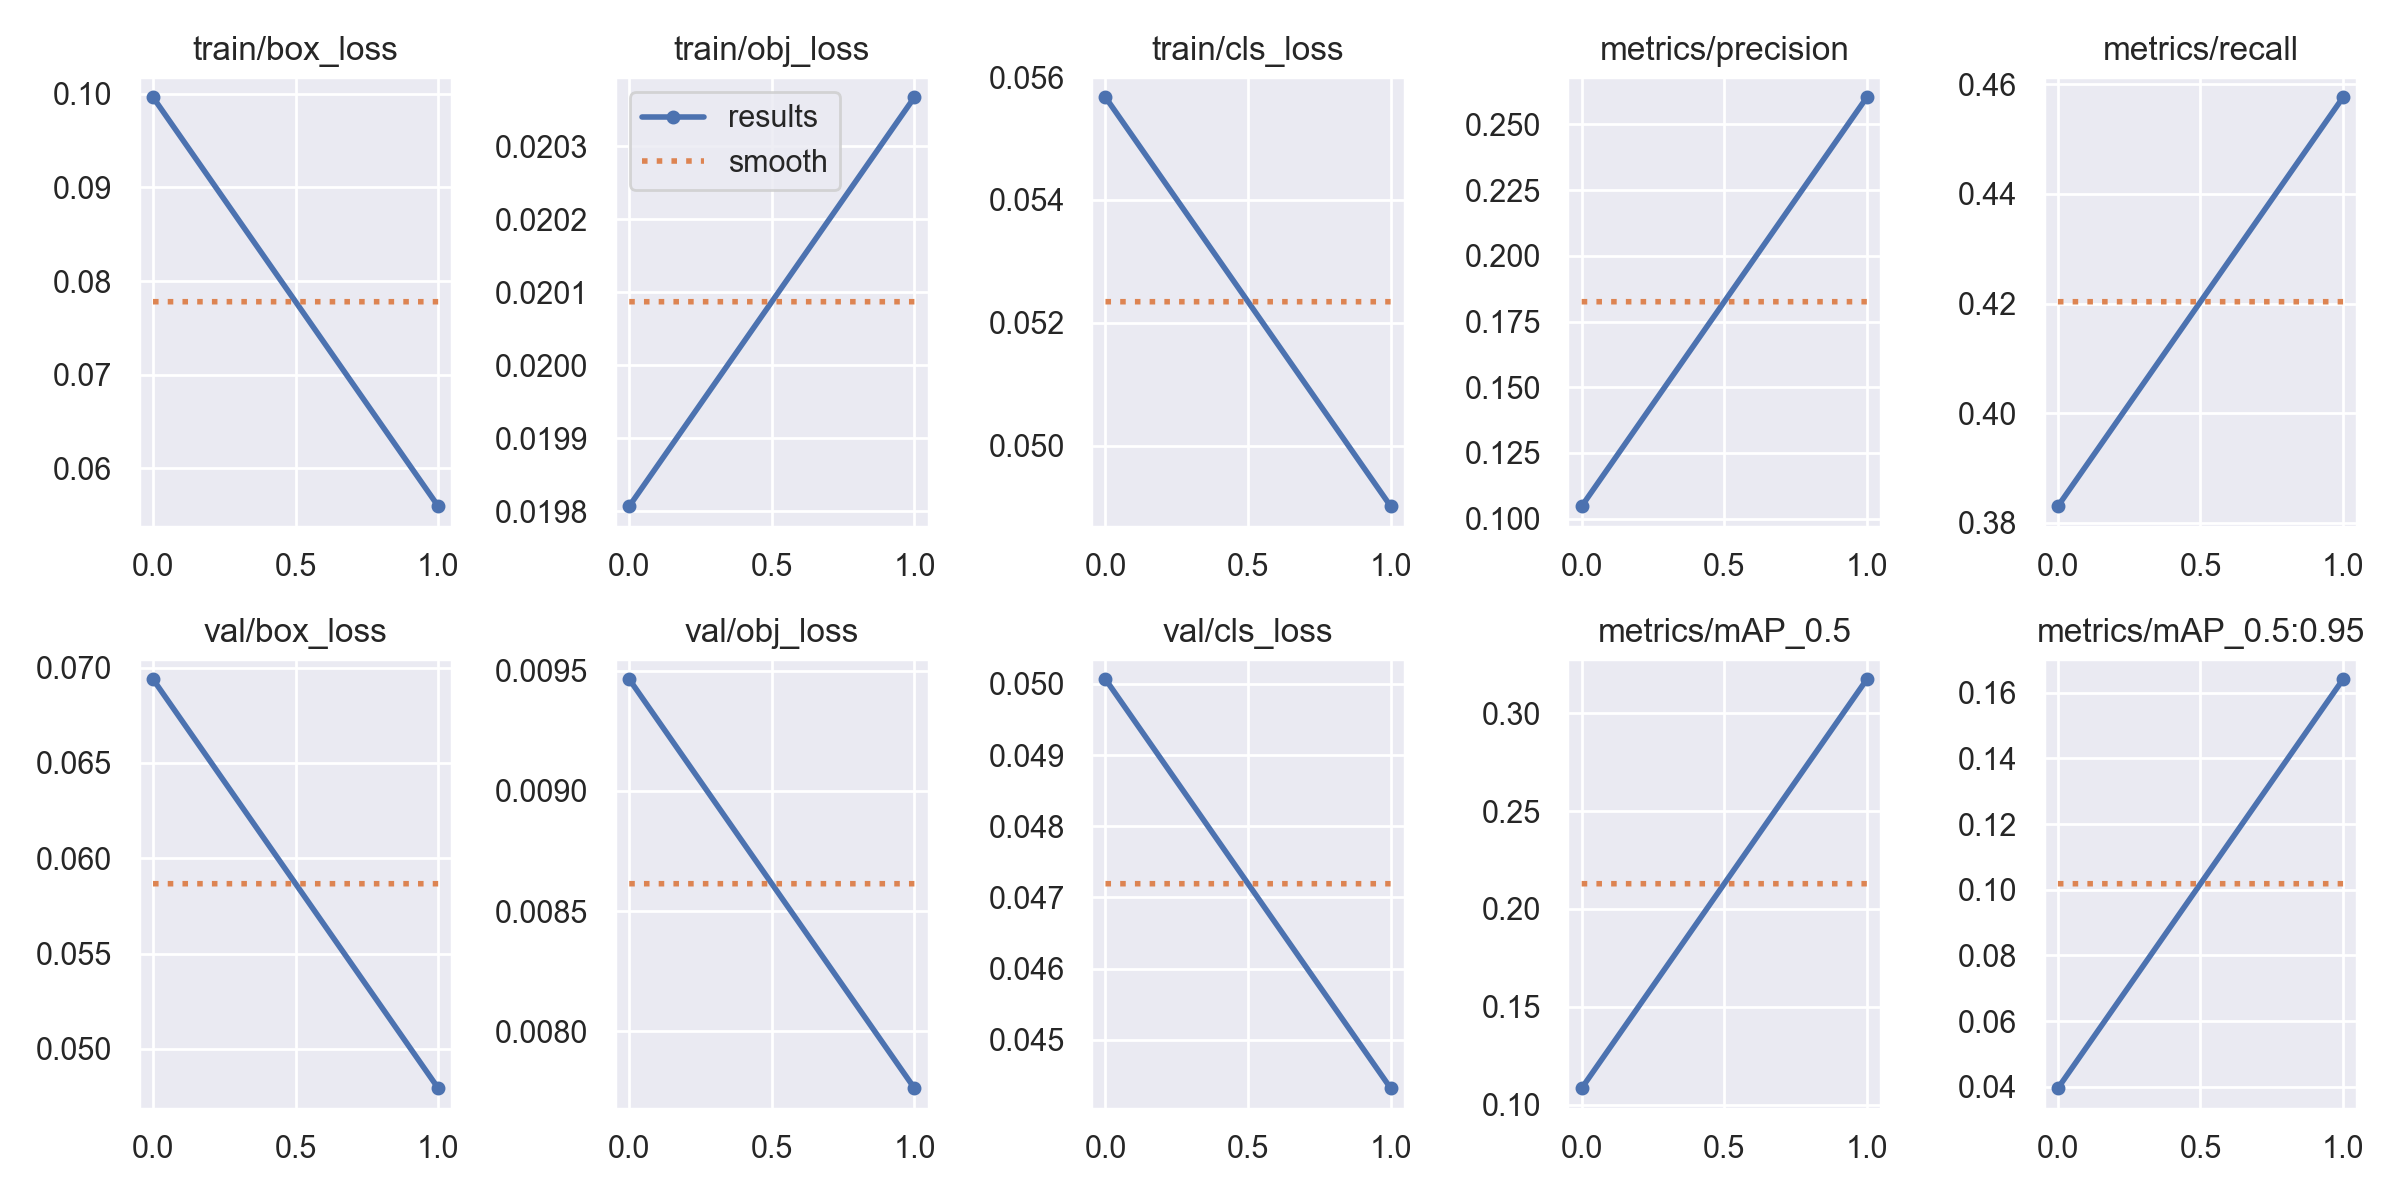 train/box_loss
0.10
0.09
0.08
0.07
0.06
0.0 0.5 1.0
train/obj_loss
results
smooth
0.0203
0.0202
0.0201
0.0200
0.0199
0.0198
0.0 0.5 1.0
train/cls_loss
0.056
0.054
0.052
0.050
0.0 0.5 1.0
metrics/precision
0.250
0.225
0.200
0.175
0.150
0.125
0.100
0.0 0.5 1.0
metrics/recall
0.46
0.44
0.42
0.40
0.38
0.0 0.5 1.0
val/box_loss
0.070
0.065
0.060
0.055
0.050
0.0 0.5 1.0
val/obj_loss
0.0095
0.0090
0.0085
0.0080
0.0 0.5 1.0
val/cls_loss
0.050
0.049
0.048
0.047
0.046
0.045
0.0 0.5 1.0
metrics/mAP_0.5
0.30
0.25
0.20
0.15
0.10
0.0 0.5 1.0
metrics/mAP_0.5:0.95
0.16
0.14
0.12
0.10
0.08
0.06
0.04
0.0 0.5 1.0